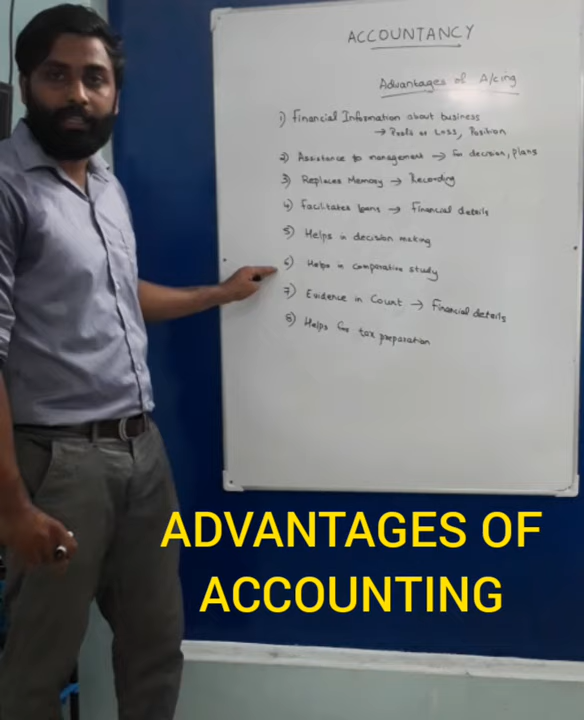 ACCOUNTANCY
Advantages of A/cing
1) Financial Information about business
→ Profit or Loss, Position
2) Assistance to management → for decision, plans
3) Replaces Memory → Recording
4) Facilitates loans → Financial details
5) Helps in decision making
6) Helps in comparative study
7) Evidence in Court → Financial details
8) Helps for tax preparation
ADVANTAGES OF
ACCOUNTING